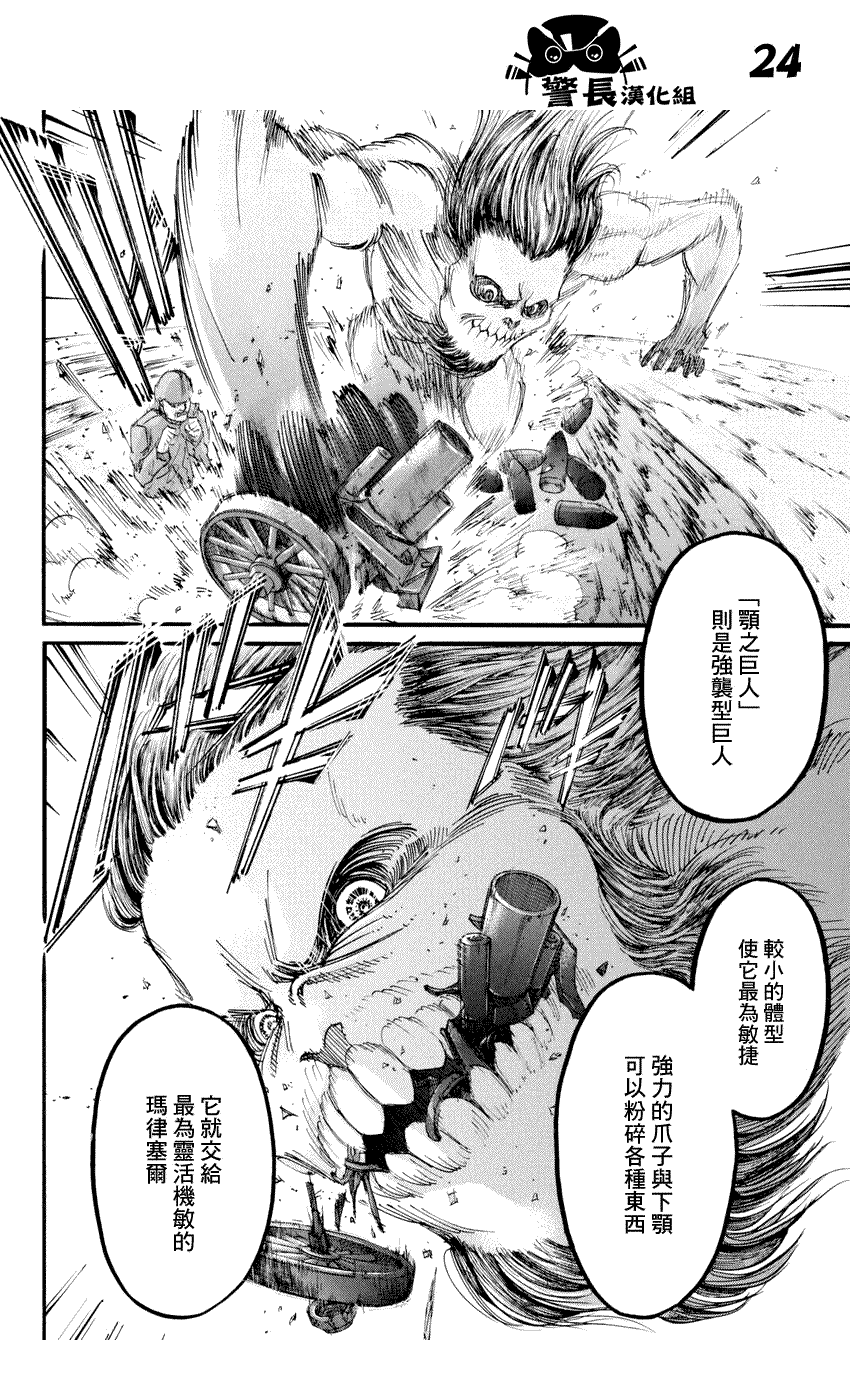 24
警長漢化組
「顎之巨人」
則是強襲型巨人
較小的體型
使它最為敏捷
強力的爪子與下顎
可以粉碎各種東西
它就交給
最為靈活機敏的
瑪律塞爾